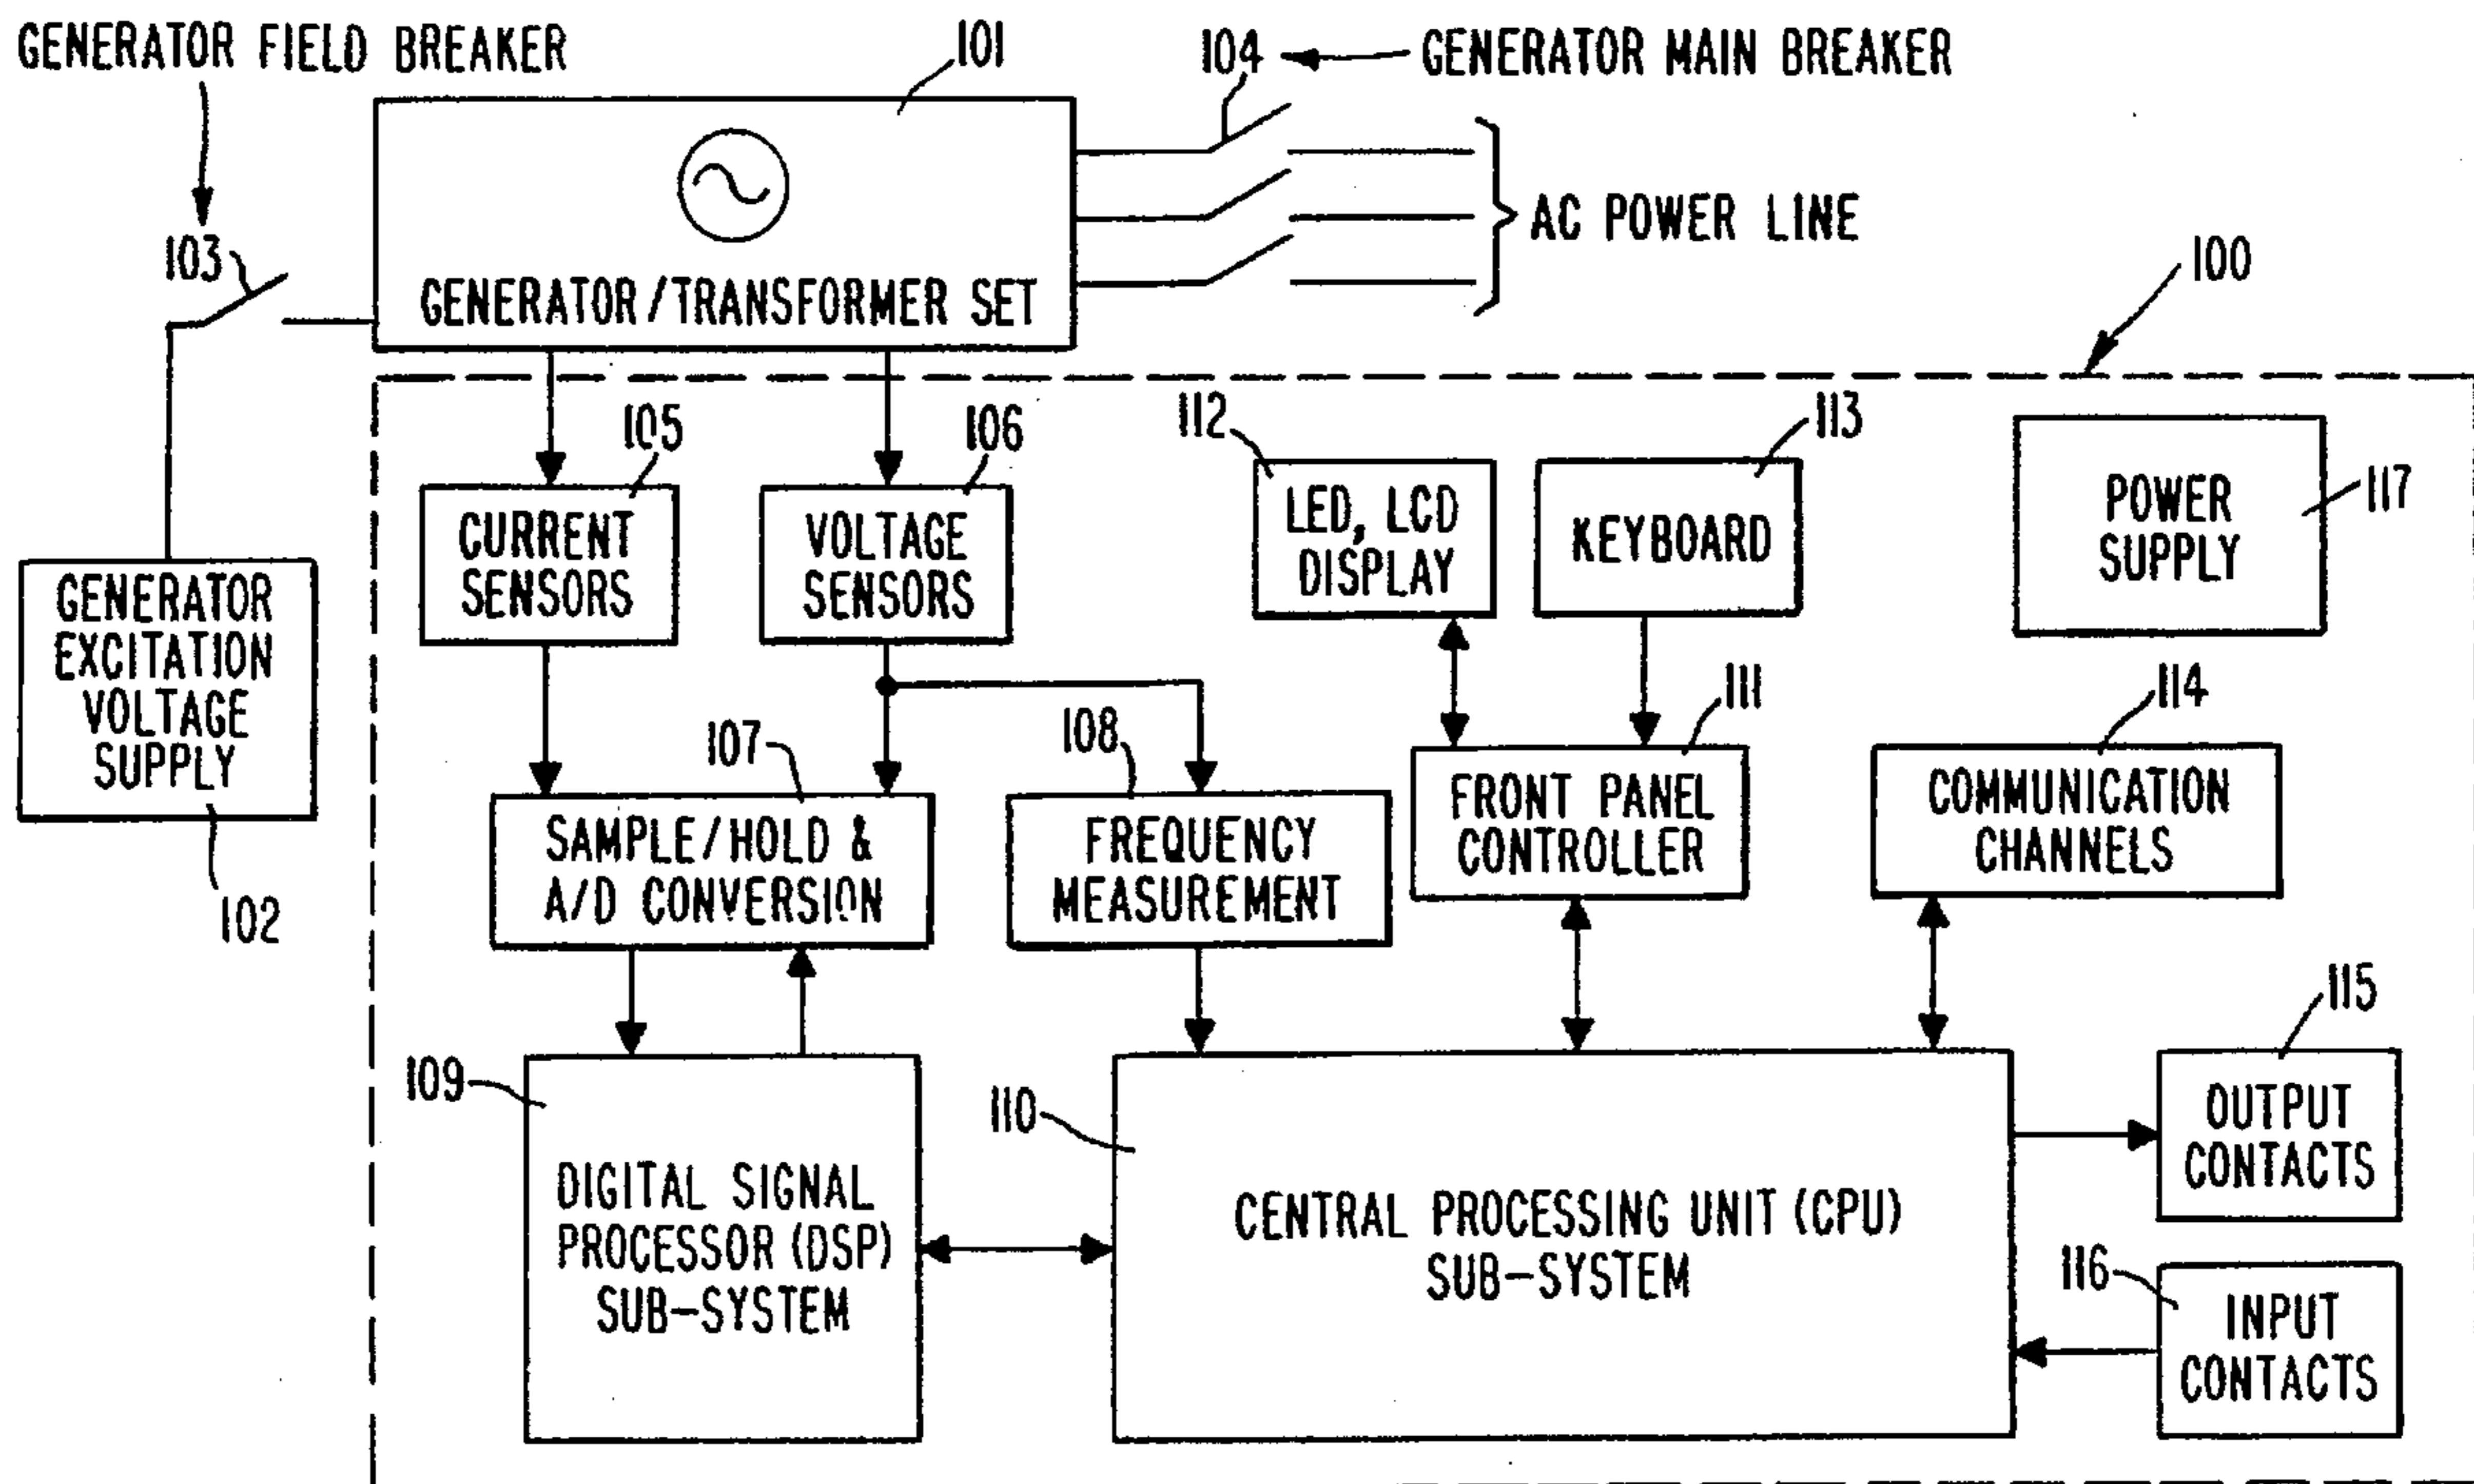 GENERATOR FIELD BREAKER
101
104
GENERATOR MAIN BREAKER
103
GENERATOR/TRANSFORMER SET
AC POWER LINE
100
105
106
112
113
CURRENT
SENSORS
VOLTAGE
SENSORS
LED, LCD
DISPLAY
KEYBOARD
POWER
SUPPLY
117
GENERATOR
EXCITATION
VOLTAGE
SUPPLY
102
107
108
111
114
SAMPLE/HOLD &
A/D CONVERSION
FREQUENCY
MEASUREMENT
FRONT PANEL
CONTROLLER
COMMUNICATION
CHANNELS
109
110
115
DIGITAL SIGNAL
PROCESSOR (DSP)
SUB-SYSTEM
CENTRAL PROCESSING UNIT (CPU)
SUB-SYSTEM
OUTPUT
CONTACTS
116
INPUT
CONTACTS